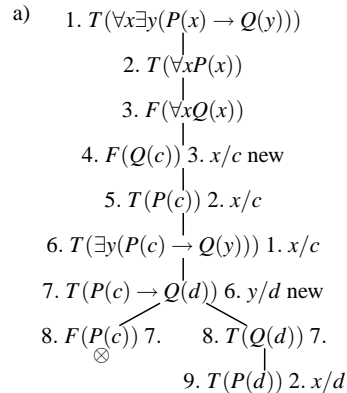 a)
1. T(∀x∃y(P(x) → Q(y)))
2. T(∀xP(x))
3. F(∀xQ(x))
4. F(Q(c)) 3. x/c new
5. T(P(c)) 2. x/c
6. T(∃y(P(c) → Q(y))) 1. x/c
7. T(P(c) → Q(d)) 6. y/d new
8. F(P(c)) 7. 8. T(Q(d)) 7.
⊗
9. T(P(d)) 2. x/d